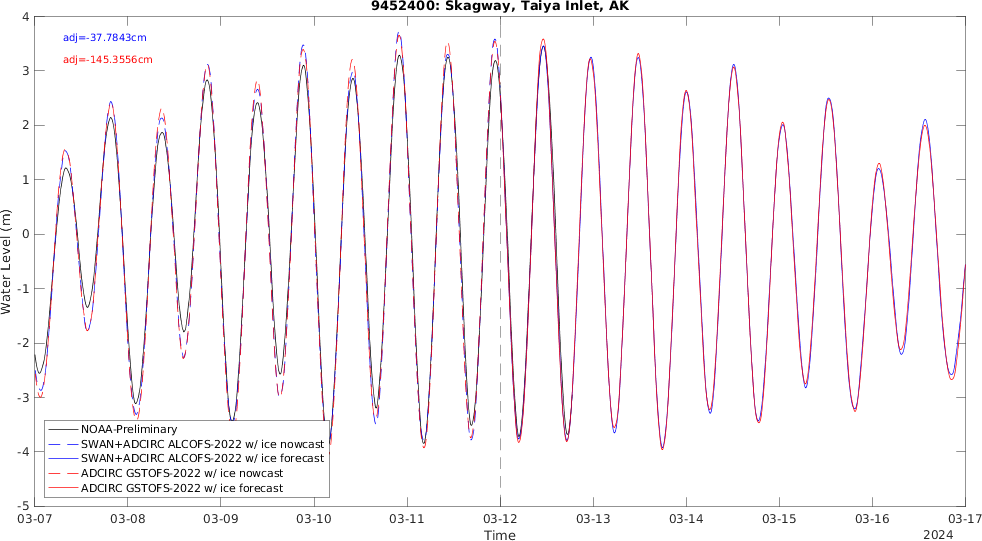 9452400: Skagway, Taiya Inlet, AK
adj=-37.7843cm
adj=-145.3556cm
Water Level (m)
4
3
2
1
0
-1
-2
-3
-4
-5
NOAA-Preliminary
SWAN+ADCIRC ALCOFS-2022 w/ ice nowcast
SWAN+ADCIRC ALCOFS-2022 w/ ice forecast
ADCIRC GSTOFS-2022 w/ ice nowcast
ADCIRC GSTOFS-2022 w/ ice forecast
03-07 03-08 03-09 03-10 03-11 03-12 03-13 03-14 03-15 03-16 03-17
Time
2024